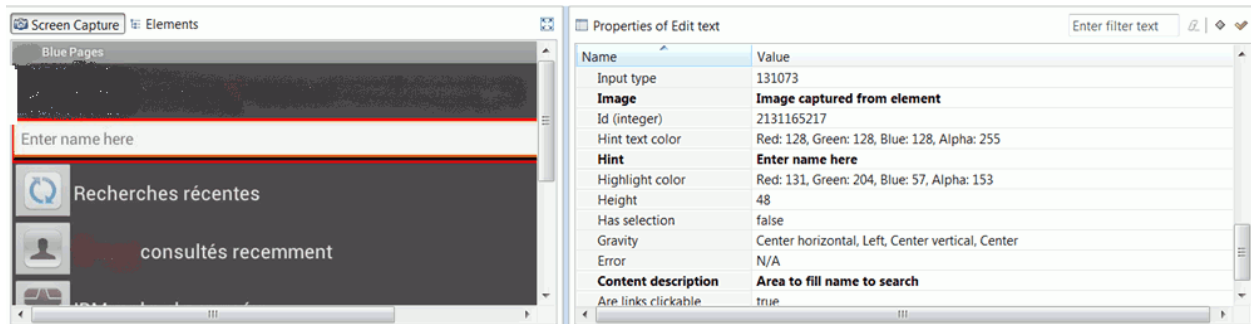 Screen Capture
Elements
Blue Pages
Enter name here
Recherches récentes
consultés recemment
Properties of Edit text
Enter filter text
Name Value
Input type 131073
Image Image captured from element
Id (integer) 2131165217
Hint text color Red: 128, Green: 128, Blue: 128, Alpha: 255
Hint Enter name here
Highlight color Red: 131, Green: 204, Blue: 57, Alpha: 153
Height 48
Has selection false
Gravity Center horizontal, Left, Center vertical, Center
Error N/A
Content description Area to fill name to search
Are links clickable true